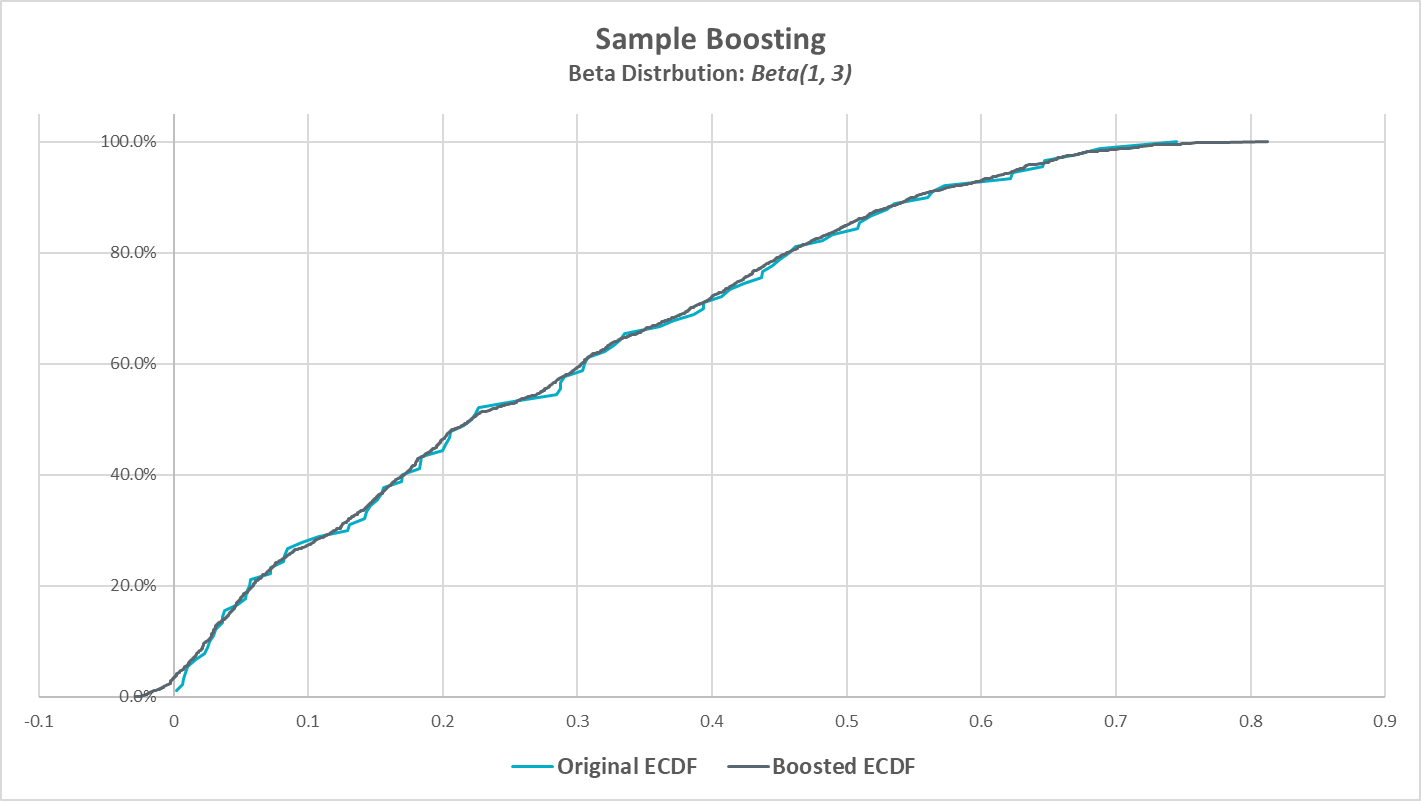 Sample Boosting
Beta Distrbution: Beta(1, 3)
100.0%
80.0%
60.0%
40.0%
20.0%
0.0%
-0.1 0 0.1 0.2 0.3 0.4 0.5 0.6 0.7 0.8 0.9
Original ECDF Boosted ECDF